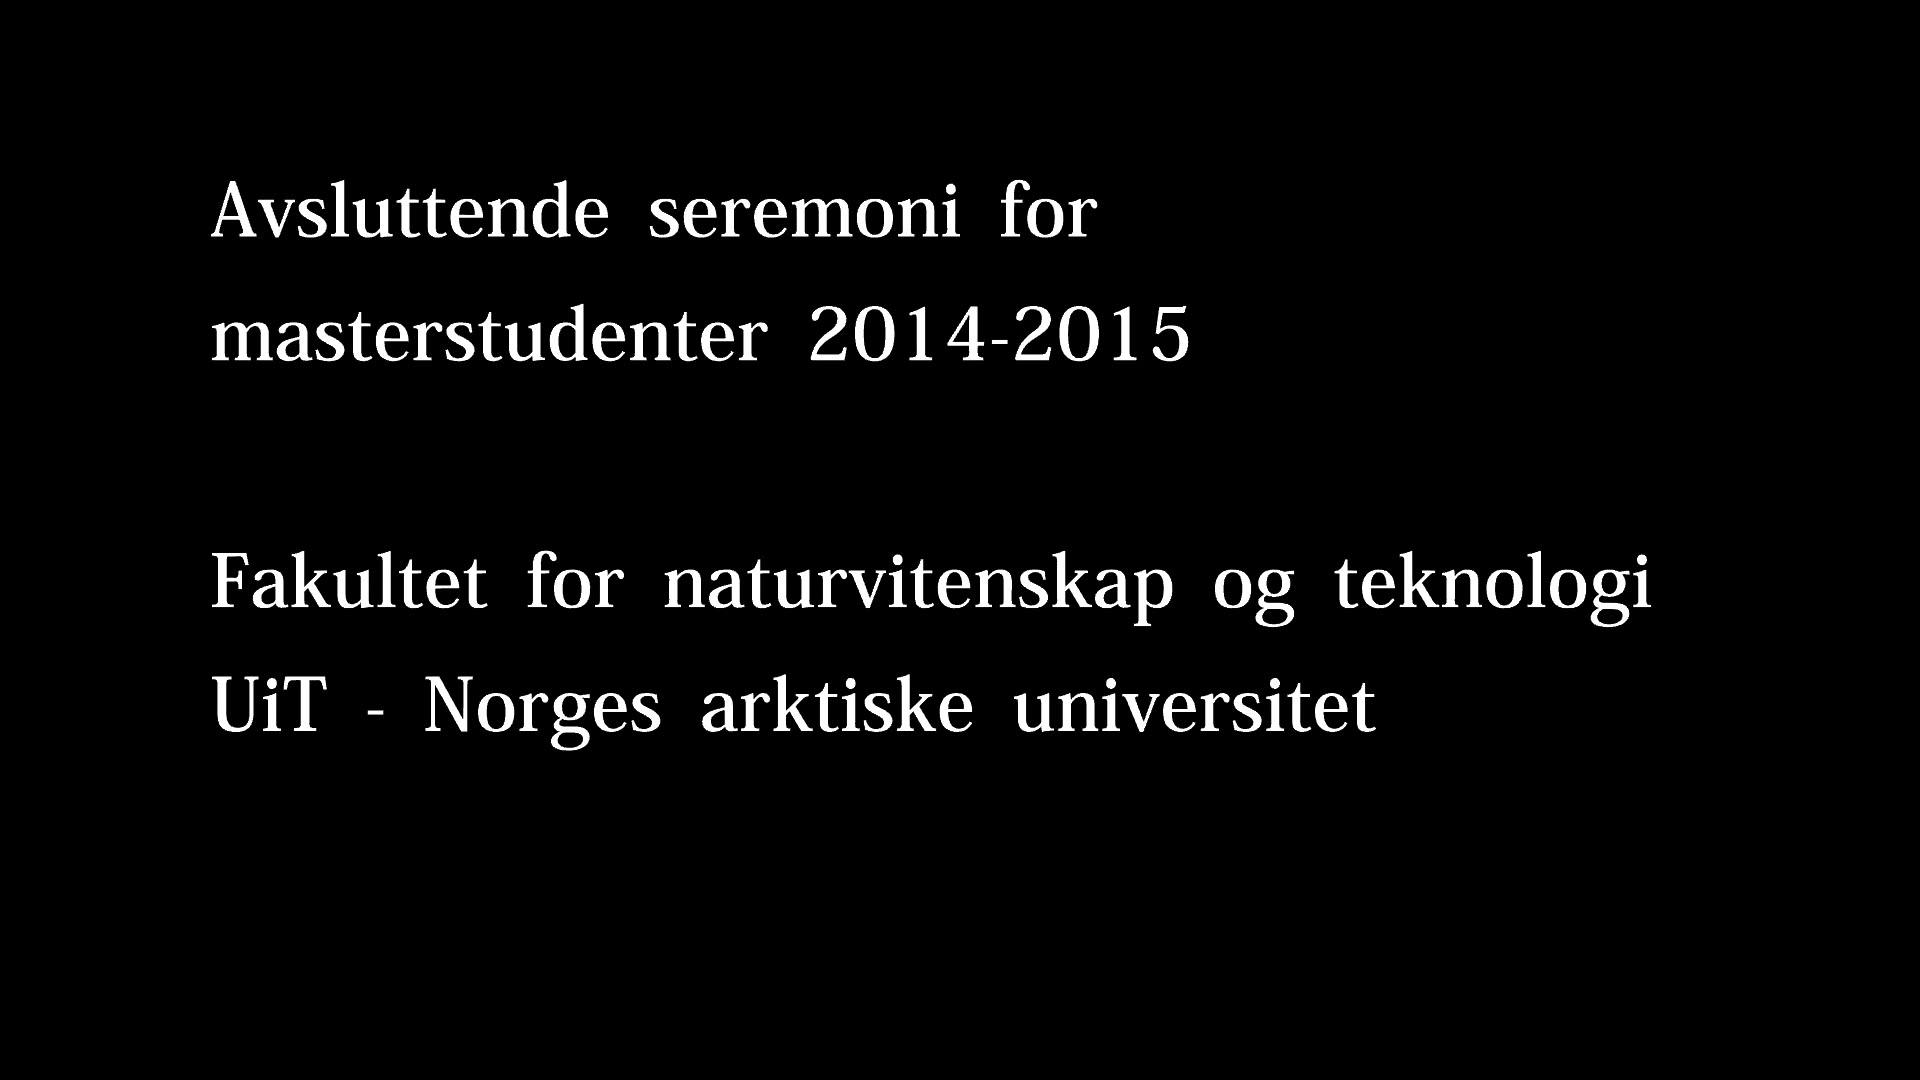 Avsluttende seremoni for
masterstudenter 2014-2015
Fakultet for naturvitenskap og teknologi
UiT - Norges arktiske universitet